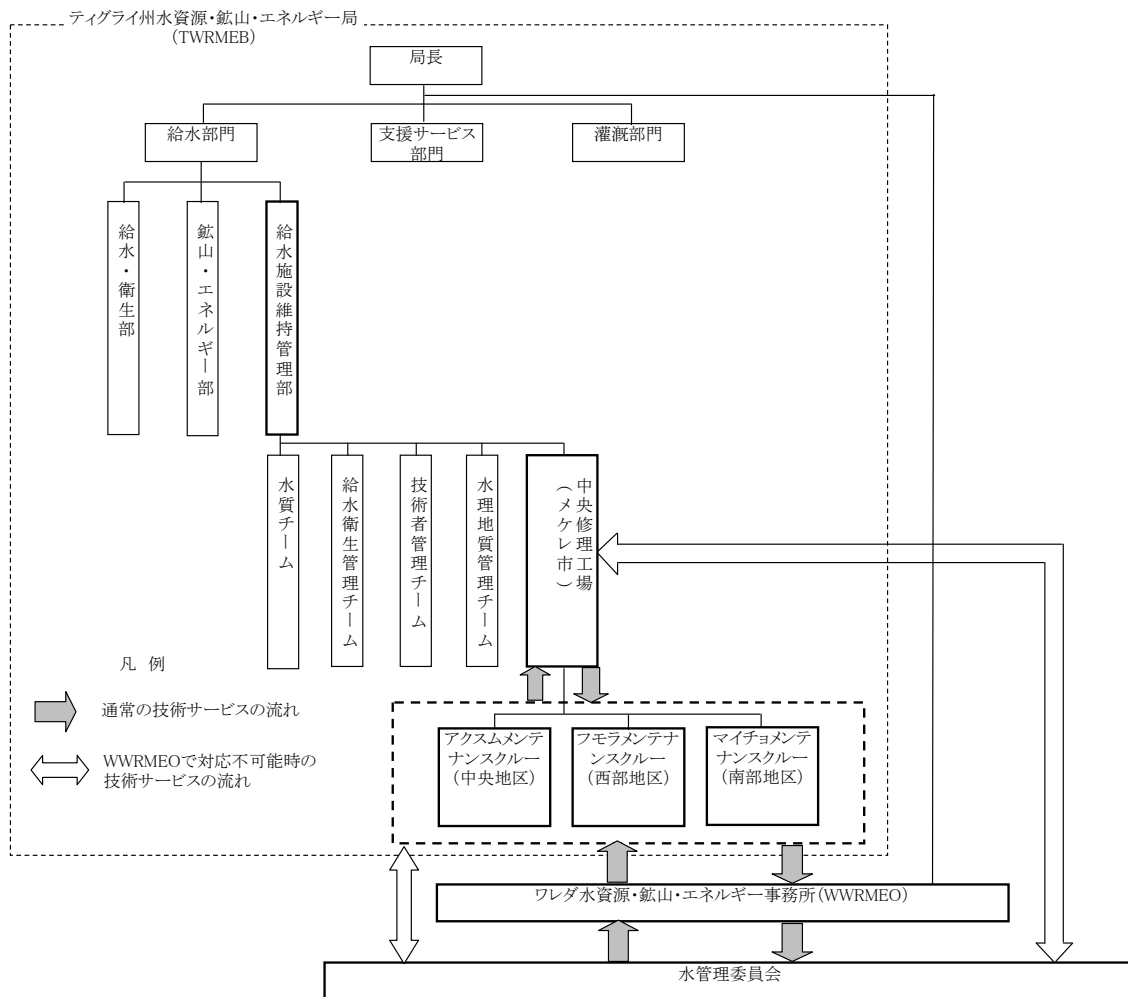 ティグライ州水資源・鉱山・エネルギー局
(TWRMEB)
局長
給水部門
支援サービス
部門
灌漑部門
給水・衛生部
鉱山・エネルギー部
給水施設維持管理部
水質チーム
給水衛生管理チーム
技術者管理チーム
水理地質管理チーム
中央修理工場
(メケレ市)
凡 例
通常の技術サービスの流れ
WWRMEOで対応不可能時の
技術サービスの流れ
アクスムメンテ
ナンスクルー
(中央地区)
フモラメンテナ
ンスクルー
(西部地区)
マイチョメンテ
ナンスクルー
(南部地区)
ワレダ水資源・鉱山・エネルギー事務所(WWRMEO)
水管理委員会